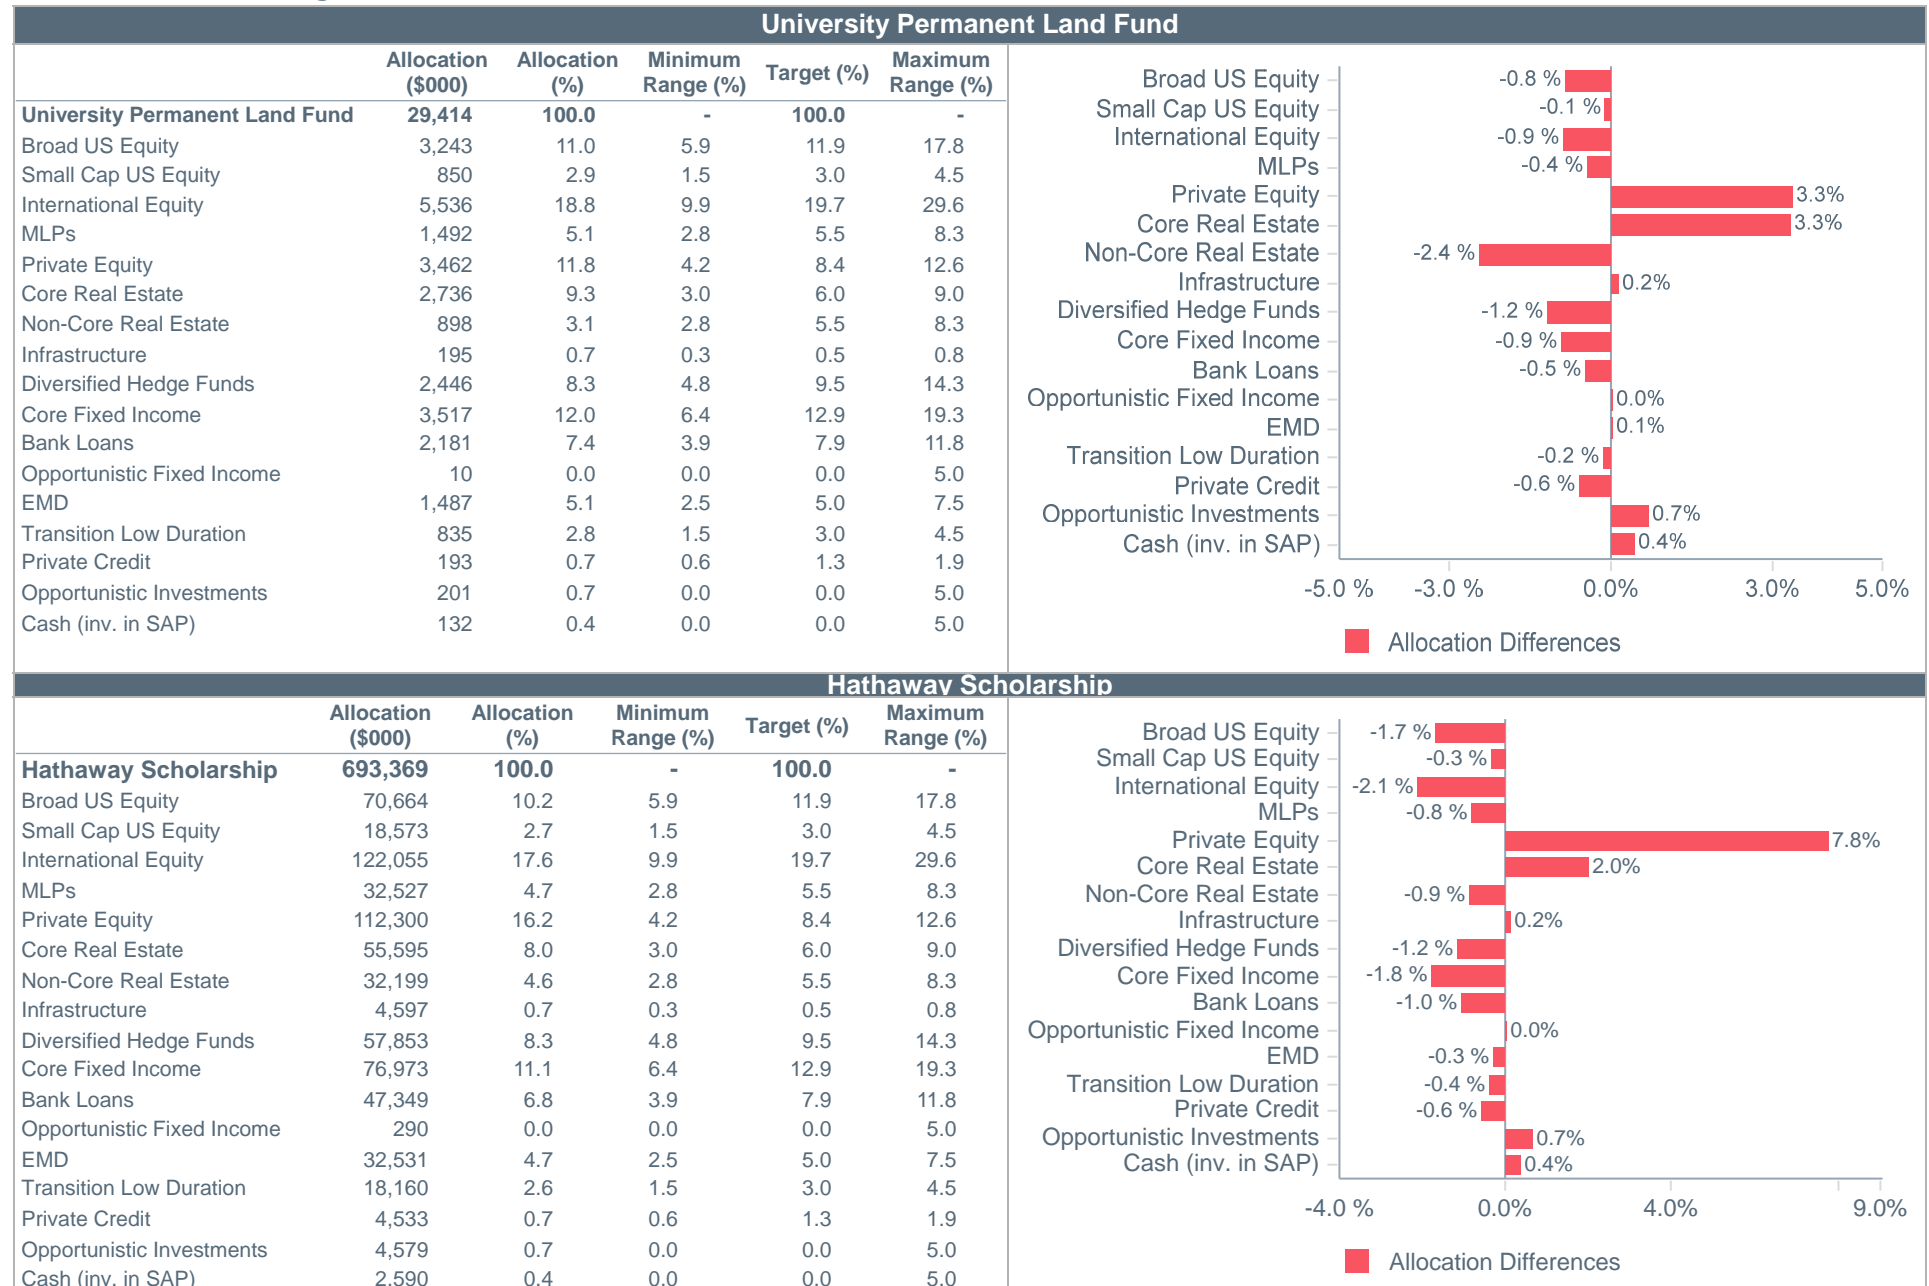 University Permanent Land Fund
Allocation ($000) Allocation (%) Minimum Range (%) Target (%) Maximum Range (%)
University Permanent Land Fund 29,414 100.0 - 100.0 -
Broad US Equity 3,243 11.0 5.9 11.9 17.8
Small Cap US Equity 850 2.9 1.5 3.0 4.5
International Equity 5,536 18.8 9.9 19.7 29.6
MLPs 1,492 5.1 2.8 5.5 8.3
Private Equity 3,462 11.8 4.2 8.4 12.6
Core Real Estate 2,736 9.3 3.0 6.0 9.0
Non-Core Real Estate 898 3.1 2.8 5.5 8.3
Infrastructure 195 0.7 0.3 0.5 0.8
Diversified Hedge Funds 2,446 8.3 4.8 9.5 14.3
Core Fixed Income 3,517 12.0 6.4 12.9 19.3
Bank Loans 2,181 7.4 3.9 7.9 11.8
Opportunistic Fixed Income 10 0.0 0.0 0.0 5.0
EMD 1,487 5.1 2.5 5.0 7.5
Transition Low Duration 835 2.8 1.5 3.0 4.5
Private Credit 193 0.7 0.6 1.3 1.9
Opportunistic Investments 201 0.7 0.0 0.0 5.0
Cash (inv. in SAP) 132 0.4 0.0 0.0 5.0
Broad US Equity -0.8 %
Small Cap US Equity -0.1 %
International Equity -0.9 %
MLPs -0.4 %
Private Equity 3.3%
Core Real Estate 3.3%
Non-Core Real Estate -2.4 %
Infrastructure 0.2%
Diversified Hedge Funds -1.2 %
Core Fixed Income -0.9 %
Bank Loans -0.5 %
Opportunistic Fixed Income 0.0%
EMD 0.1%
Transition Low Duration -0.2 %
Private Credit -0.6 %
Opportunistic Investments 0.7%
Cash (inv. in SAP) 0.4%
-5.0 % -3.0 % 0.0% 3.0% 5.0%
Allocation Differences
Hathaway Scholarship
Allocation ($000) Allocation (%) Minimum Range (%) Target (%) Maximum Range (%)
Hathaway Scholarship 693,369 100.0 - 100.0 -
Broad US Equity 70,664 10.2 5.9 11.9 17.8
Small Cap US Equity 18,573 2.7 1.5 3.0 4.5
International Equity 122,055 17.6 9.9 19.7 29.6
MLPs 32,527 4.7 2.8 5.5 8.3
Private Equity 112,300 16.2 4.2 8.4 12.6
Core Real Estate 55,595 8.0 3.0 6.0 9.0
Non-Core Real Estate 32,199 4.6 2.8 5.5 8.3
Infrastructure 4,597 0.7 0.3 0.5 0.8
Diversified Hedge Funds 57,853 8.3 4.8 9.5 14.3
Core Fixed Income 76,973 11.1 6.4 12.9 19.3
Bank Loans 47,349 6.8 3.9 7.9 11.8
Opportunistic Fixed Income 290 0.0 0.0 0.0 5.0
EMD 32,531 4.7 2.5 5.0 7.5
Transition Low Duration 18,160 2.6 1.5 3.0 4.5
Private Credit 4,533 0.7 0.6 1.3 1.9
Opportunistic Investments 4,579 0.7 0.0 0.0 5.0
Cash (inv. in SAP) 2,590 0.4 0.0 0.0 5.0
Broad US Equity -1.7 %
Small Cap US Equity -0.3 %
International Equity -2.1 %
MLPs -0.8 %
Private Equity 7.8%
Core Real Estate 2.0%
Non-Core Real Estate -0.9 %
Infrastructure 0.2%
Diversified Hedge Funds -1.2 %
Core Fixed Income -1.8 %
Bank Loans -1.0 %
Opportunistic Fixed Income 0.0%
EMD -0.3 %
Transition Low Duration -0.4 %
Private Credit -0.6 %
Opportunistic Investments 0.7%
Cash (inv. in SAP) 0.4%
-4.0 % 0.0% 4.0% 9.0%
Allocation Differences